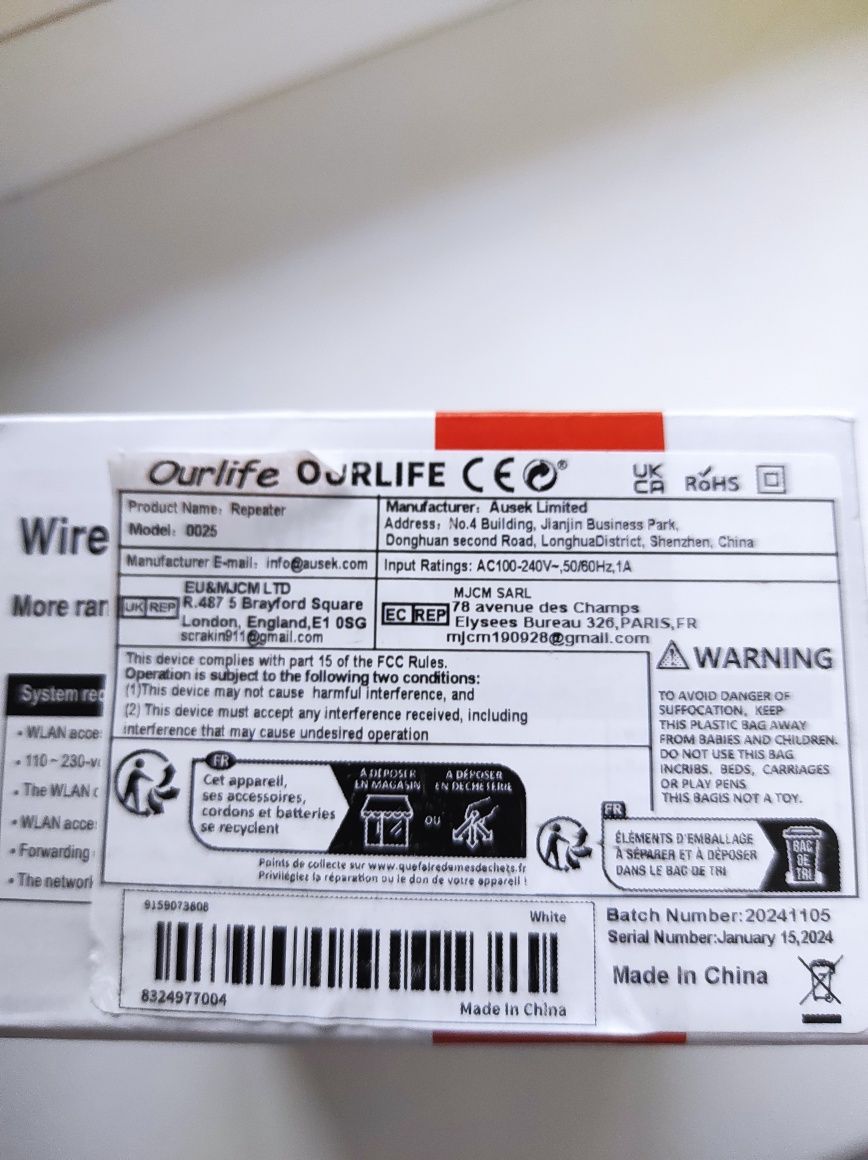 Ourlife OURLIFE CE UK CA RoHS
Product Name: Repeater
Model: 0025
Manufacturer: Ausek Limited
Address: No.4 Building, Jianjin Business Park,
Donghuan second Road, LonghuaDistrict, Shenzhen, China
Manufacturer E-mail: info@ausek.com
Input Ratings: AC100-240V~,50/60Hz,1A
UK REP
EU&MJCM LTD
R.487 5 Brayford Square
London, England,E1 0SG
scrakin911@gmail.com
EC REP
MJCM SARL
78 avenue des Champs
Elysees Bureau 326,PARIS,FR
mjcm190928@gmail.com
This device complies with part 15 of the FCC Rules.
Operation is subject to the following two conditions:
(1)This device may not cause harmful interference, and
(2) This device must accept any interference received, including
interference that may cause undesired operation
WARNING
TO AVOID DANGER OF
SUFFOCATION, KEEP
THIS PLASTIC BAG AWAY
FROM BABIES AND CHILDREN.
DO NOT USE THIS BAG
INCRIBS, BEDS, CARRIAGES
OR PLAY PENS
THIS BAGIS NOT A TOY.
FR
Cet appareil,
ses accessoires,
cordons et batteries
se recyclent
À DÉPOSER
EN MAGASIN
OU
À DÉPOSER
EN DÉCHÈTERIE
Points de collecte sur www.quefairedemesdechets.fr
Privilégiez la réparation ou le don de votre appareil !
FR
ÉLÉMENTS D'EMBALLAGE
À SÉPARER ET À DÉPOSER
DANS LE BAC DE TRI
BAC
DE
TRI
9159073808
White
8324977004
Made In China
Batch Number:20241105
Serial Number:January 15,2024
Made In China
Wire
More ran
System req
• WLAN acce
• 110~230-v
• The WLAN c
• WLAN acce
• Forwarding
• The network